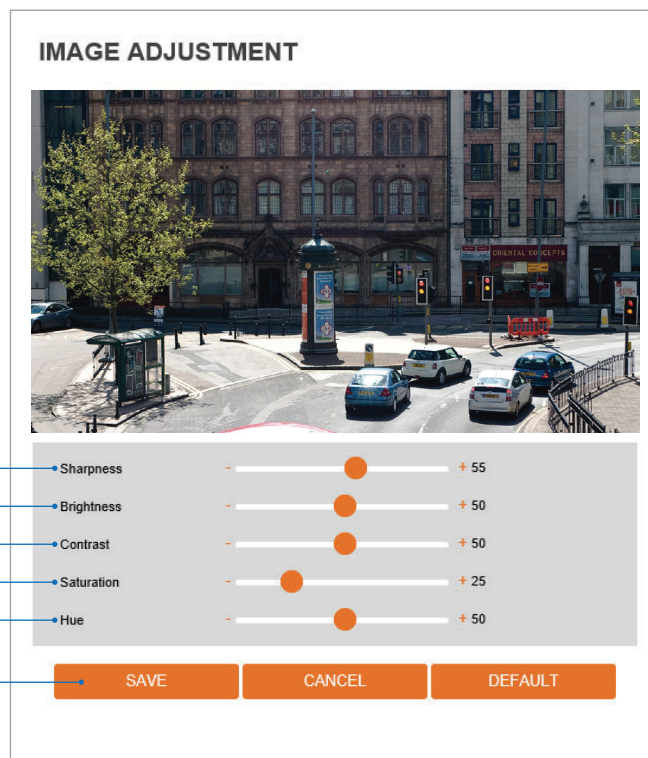 IMAGE ADJUSTMENT
ORIENTAL CONCEPTS
Sharpness - + 55
Brightness - + 50
Contrast - + 50
Saturation - + 25
Hue - + 50
SAVE CANCEL DEFAULT